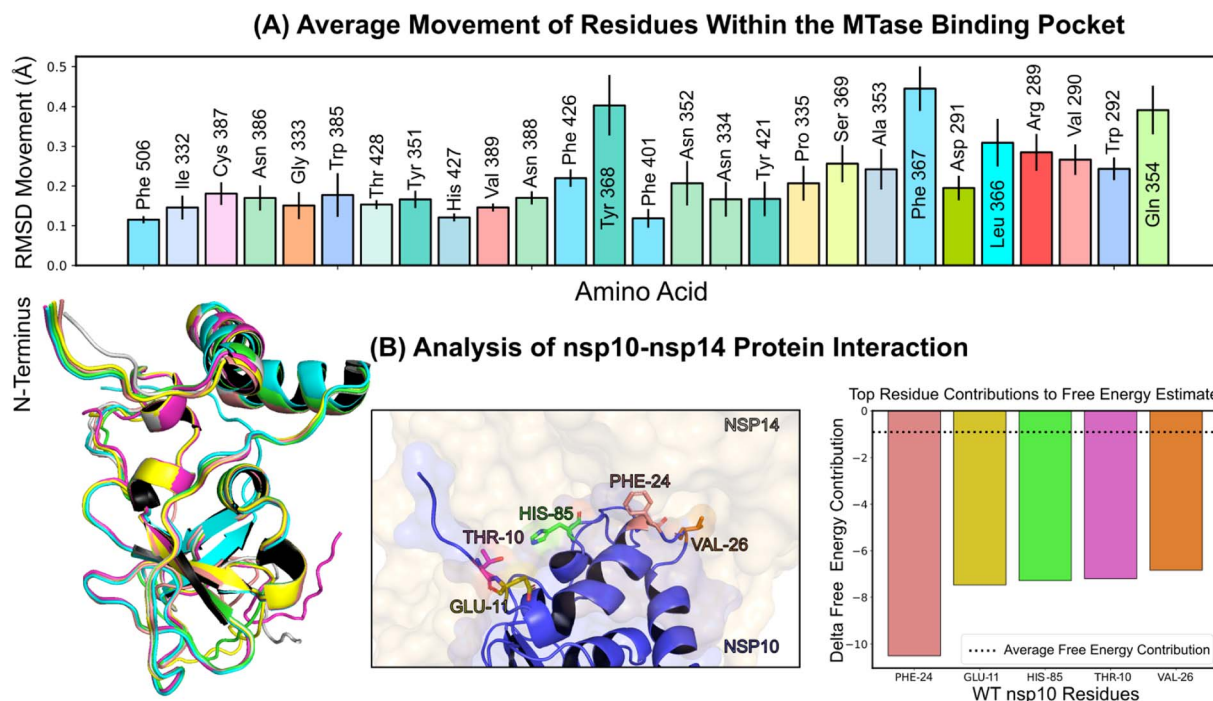 (A) Average Movement of Residues Within the MTase Binding Pocket
RMSD Movement (Å)
0.5
0.4
0.3
0.2
0.1
0.0
Phe 506
Ile 332
Cys 387
Asn 386
Gly 333
Trp 385
Thr 428
Tyr 351
His 427
Val 389
Asn 388
Phe 426
Tyr 368
Phe 401
Asn 352
Asn 334
Tyr 421
Pro 335
Ser 369
Ala 353
Phe 367
Asp 291
Leu 366
Arg 289
Val 290
Trp 292
Gln 354
Amino Acid
N-Terminus
(B) Analysis of nsp10-nsp14 Protein Interaction
NSP14
PHE-24
HIS-85
THR-10
VAL-26
GLU-11
NSP10
Top Residue Contributions to Free Energy Estimate
Delta Free Energy Contribution
0
−2
−4
−6
−8
−10
Average Free Energy Contribution
PHE-24
GLU-11
HIS-85
THR-10
VAL-26
WT nsp10 Residues